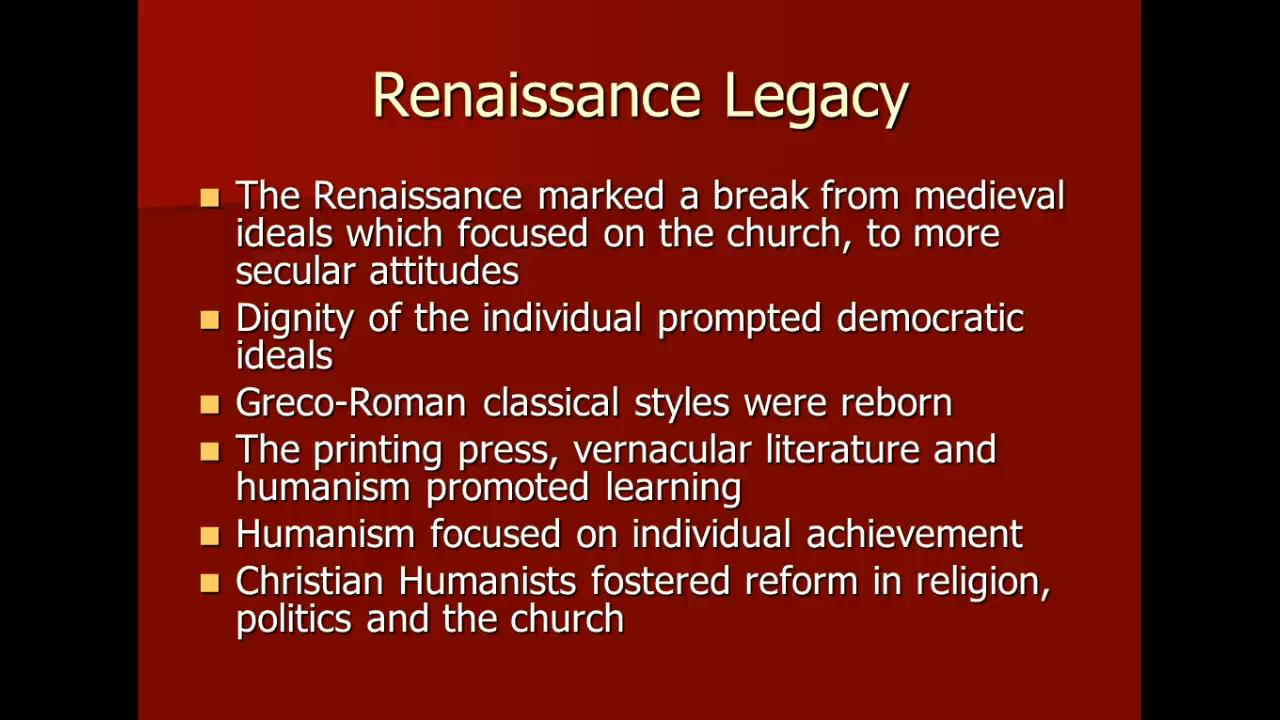 Renaissance Legacy
The Renaissance marked a break from medieval
ideals which focused on the church, to more
secular attitudes
Dignity of the individual prompted democratic
ideals
Greco-Roman classical styles were reborn
The printing press, vernacular literature and
humanism promoted learning
Humanism focused on individual achievement
Christian Humanists fostered reform in religion,
politics and the church